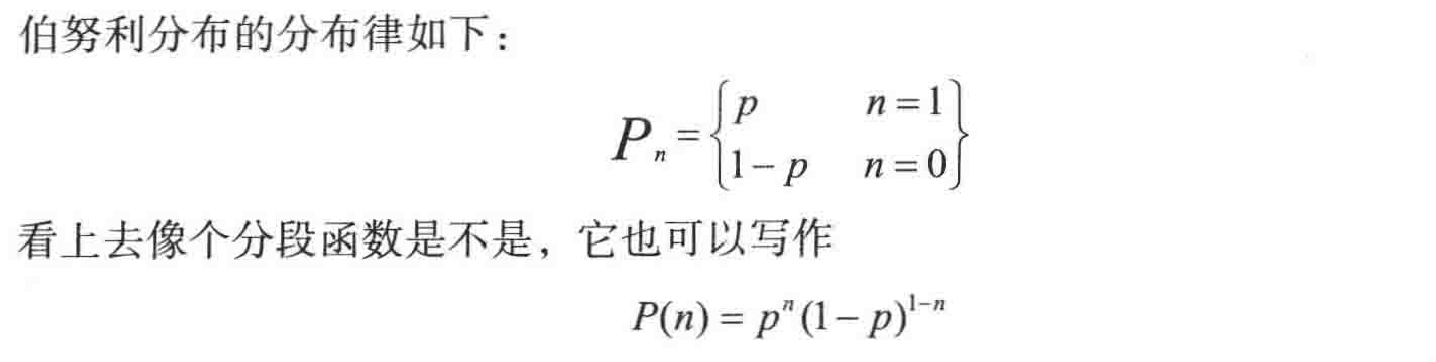 伯努利分布的分布律如下：
P_n = { p n = 1
1 − p n = 0 }
看上去像个分段函数是不是，它也可以写作
P(n) = p^n (1 − p)^{1−n}